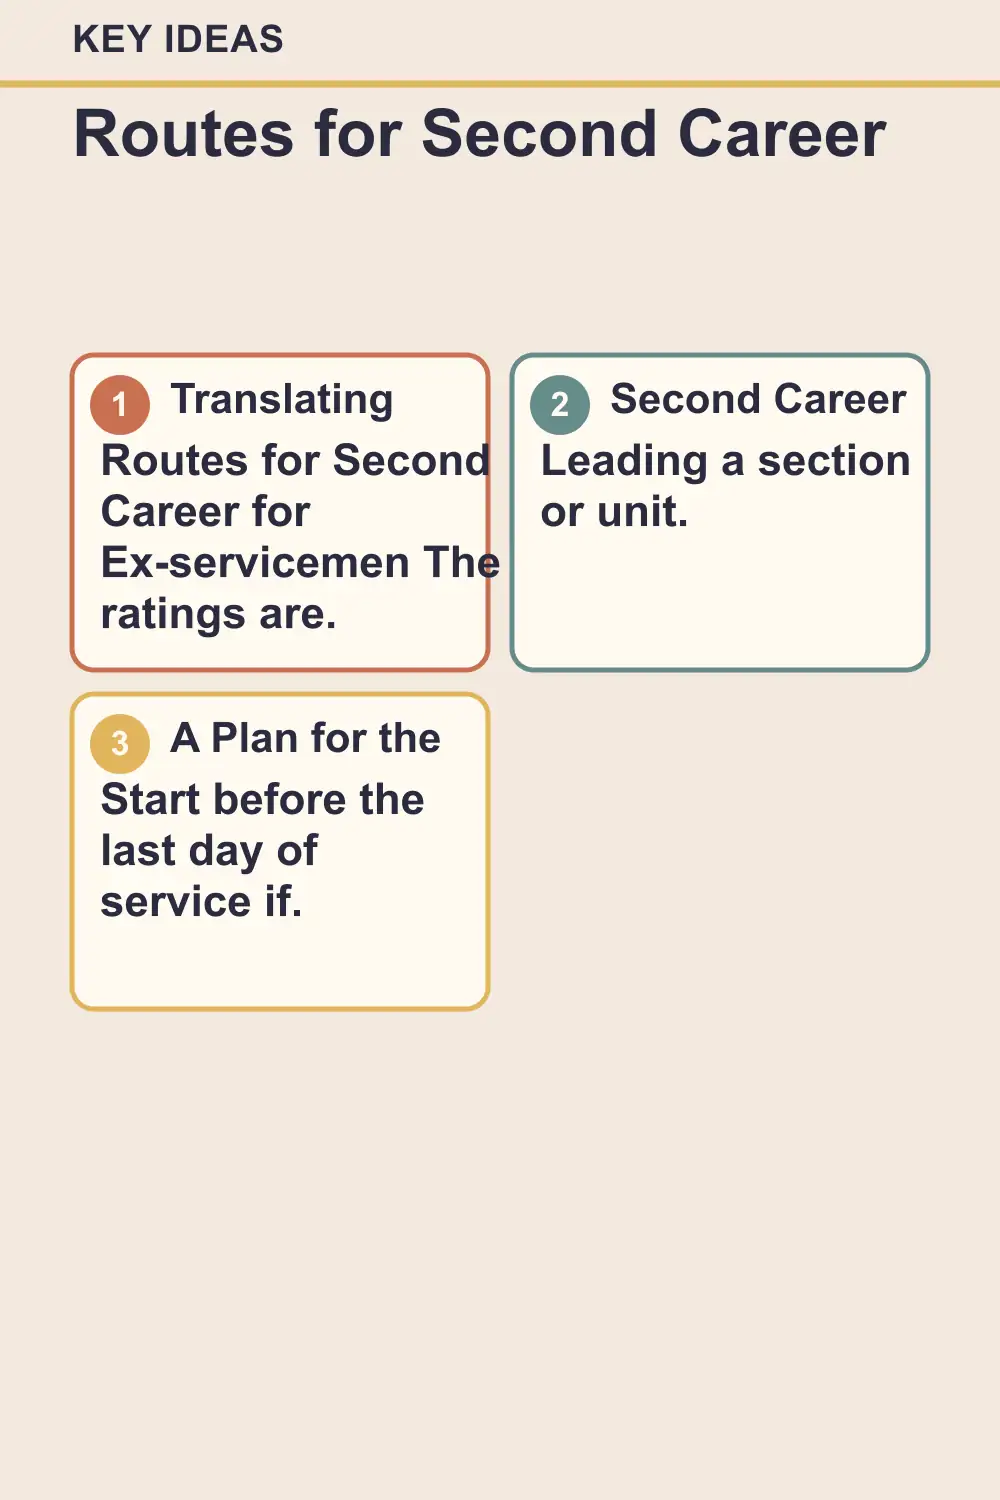 KEY IDEAS
Routes for Second Career
1
Translating
Routes for Second
Career for
Ex-servicemen The
ratings are.
2
Second Career
Leading a section
or unit.
3
A Plan for the
Start before the
last day of
service if.